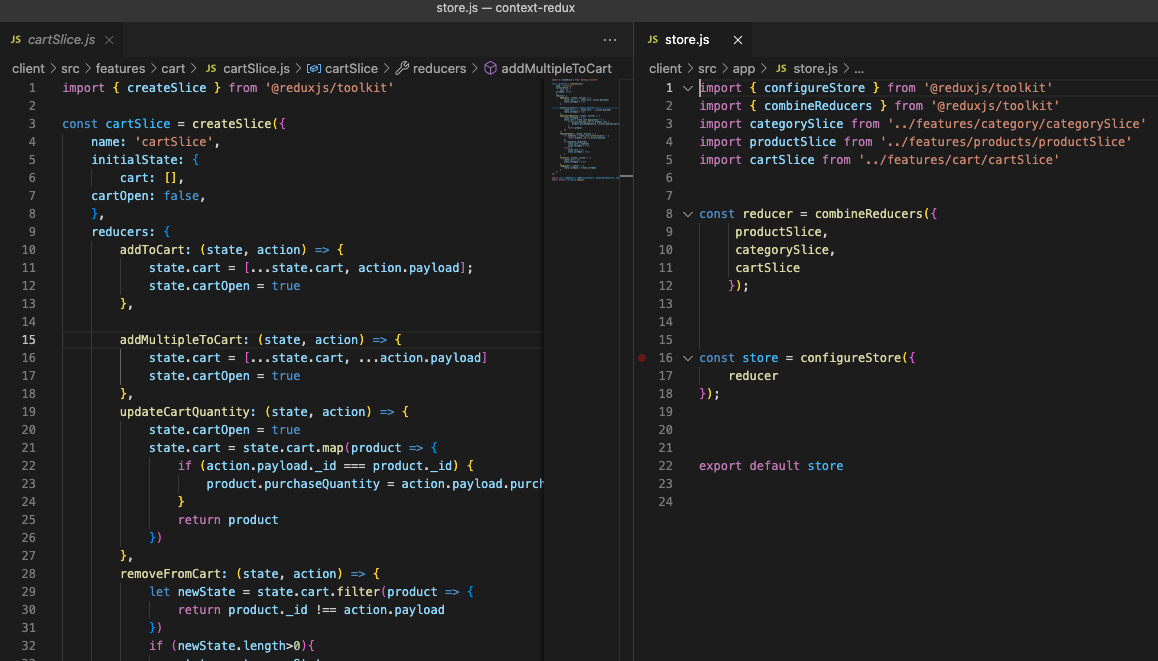 store.js — context-redux
JS cartSlice.js ×
···
client > src > features > cart > JS cartSlice.js > cartSlice > reducers > addMultipleToCart
1 import { createSlice } from '@reduxjs/toolkit'
2
3 const cartSlice = createSlice({
4 name: 'cartSlice',
5 initialState: {
6 cart: [],
7 cartOpen: false,
8 },
9 reducers: {
10 addToCart: (state, action) => {
11 state.cart = [...state.cart, action.payload];
12 state.cartOpen = true
13 },
14
15 addMultipleToCart: (state, action) => {
16 state.cart = [...state.cart, ...action.payload]
17 state.cartOpen = true
18 },
19 updateCartQuantity: (state, action) => {
20 state.cartOpen = true
21 state.cart = state.cart.map(product => {
22 if (action.payload._id === product._id) {
23 product.purchaseQuantity = action.payload.purch
24 }
25 return product
26 })
27 },
28 removeFromCart: (state, action) => {
29 let newState = state.cart.filter(product => {
30 return product._id !== action.payload
31 })
32 if (newState.length>0){
JS store.js ×
client > src > app > JS store.js > ...
1 import { configureStore } from '@reduxjs/toolkit'
2 import { combineReducers } from '@reduxjs/toolkit'
3 import categorySlice from '../features/category/categorySlice'
4 import productSlice from '../features/products/productSlice'
5 import cartSlice from '../features/cart/cartSlice'
6
7
8 const reducer = combineReducers({
9 productSlice,
10 categorySlice,
11 cartSlice
12 });
13
14
15
16 const store = configureStore({
17 reducer
18 });
19
20
21
22 export default store
23
24